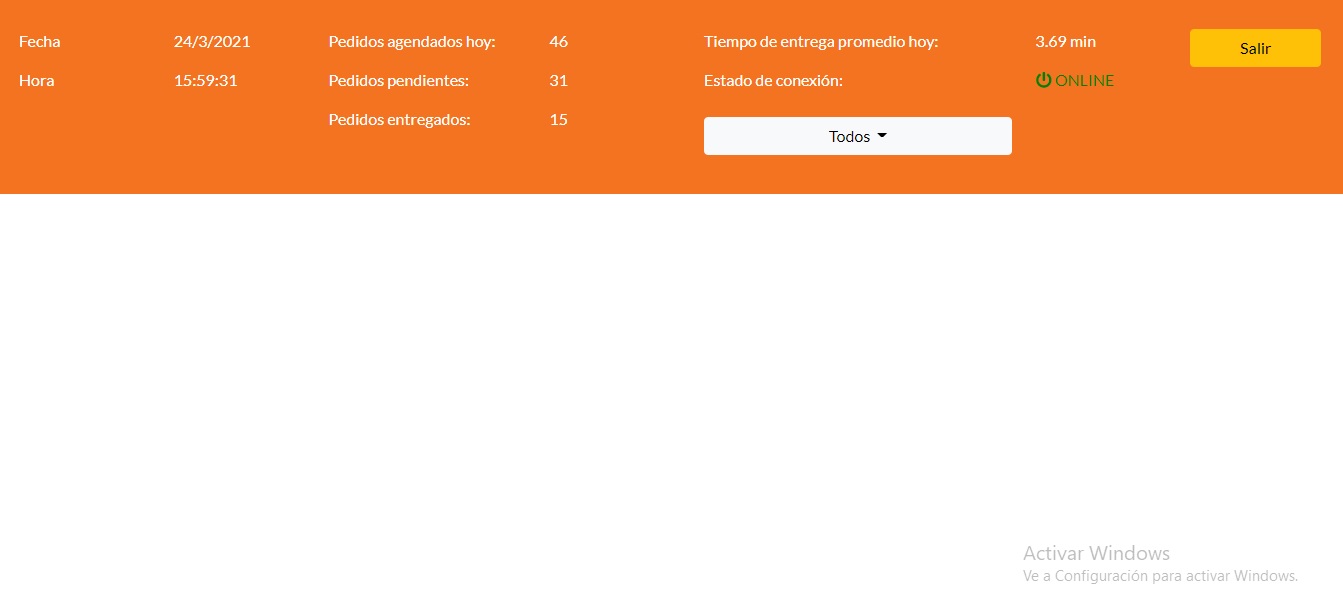 Fecha 24/3/2021 Pedidos agendados hoy: 46 Tiempo de entrega promedio hoy: 3.69 min Salir
Hora 15:59:31 Pedidos pendientes: 31 Estado de conexión: ONLINE
Pedidos entregados: 15 Todos
Activar Windows
Ve a Configuración para activar Windows.